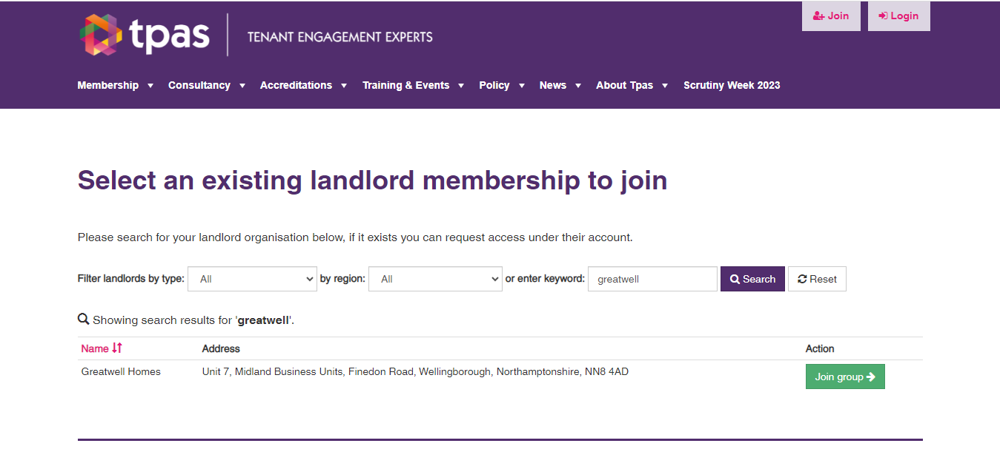 Join
Login
tpas
TENANT ENGAGEMENT EXPERTS
Membership Consultancy Accreditations Training & Events Policy News About Tpas Scrutiny Week 2023
Select an existing landlord membership to join
Please search for your landlord organisation below, if it exists you can request access under their account.
Filter landlords by type: All by region: All or enter keyword: greatwell Search Reset
Showing search results for 'greatwell'.
Name Address Action
Greatwell Homes Unit 7, Midland Business Units, Finedon Road, Wellingborough, Northamptonshire, NN8 4AD Join group